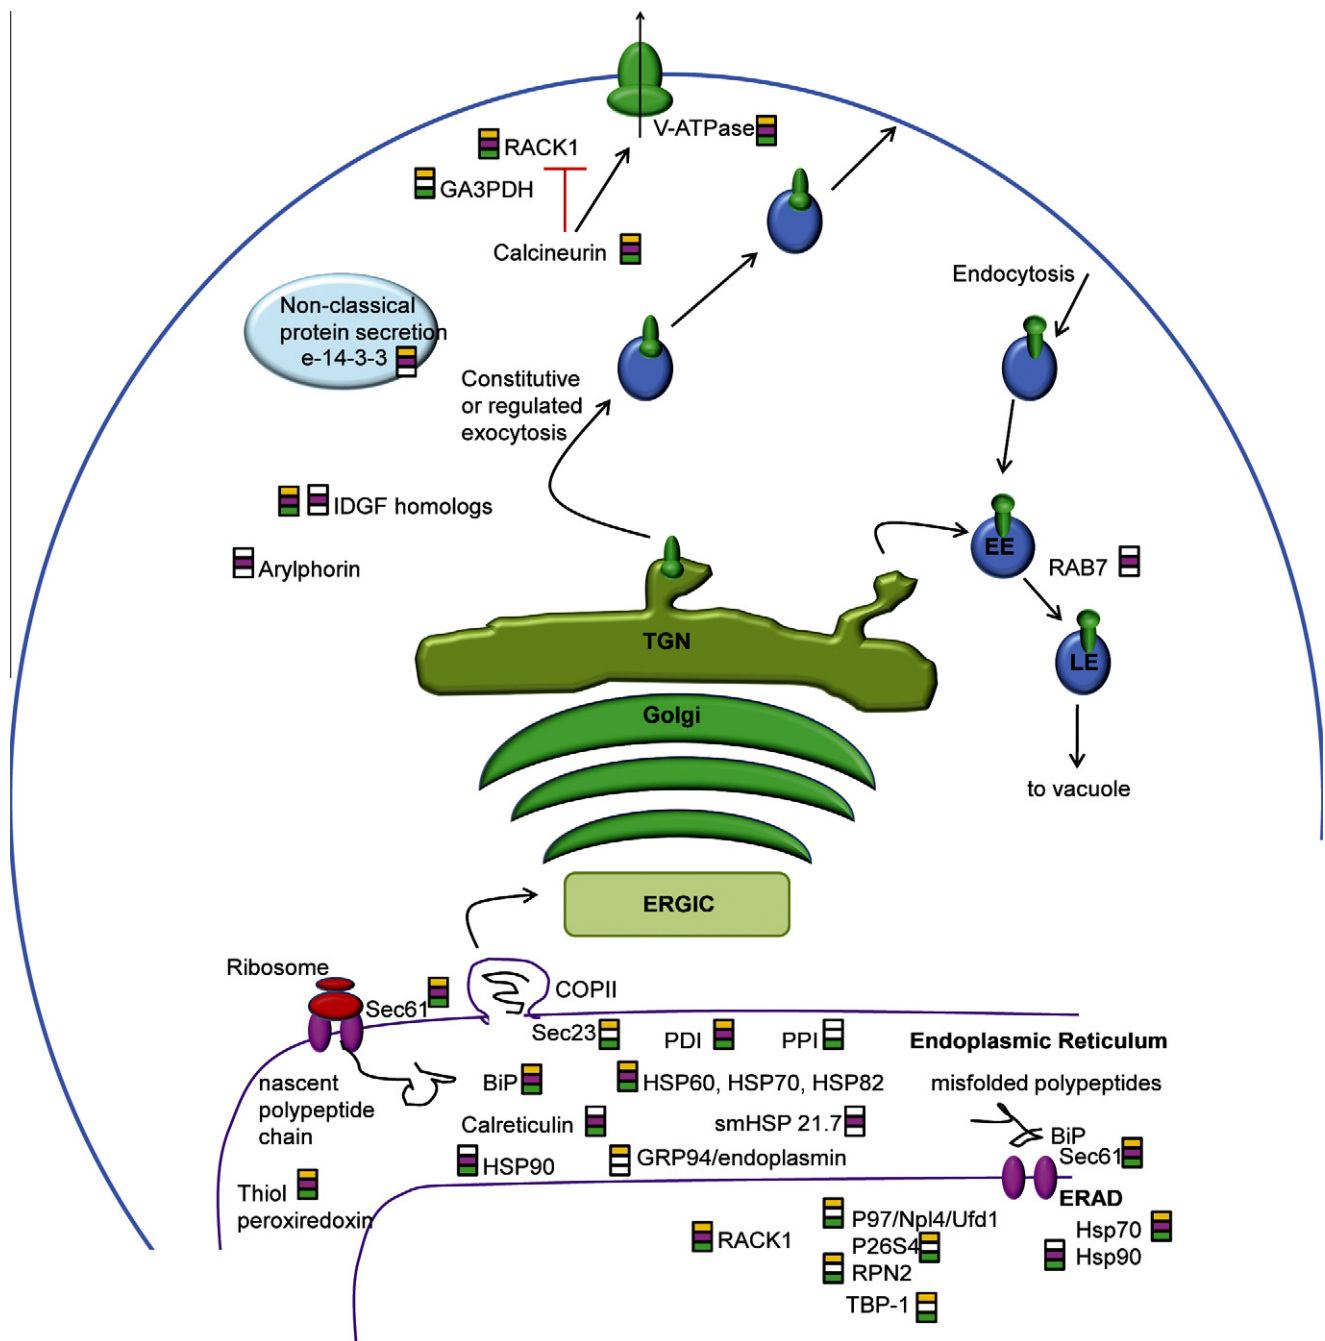 V-ATPase
RACK1
GA3PDH
Calcineurin
Endocytosis
Non-classical
protein secretion
e-14-3-3
Constitutive
or regulated
exocytosis
IDGF homologs
EE
RAB7
Arylphorin
TGN
LE
Golgi
to vacuole
ERGIC
Ribosome
Sec61
COPII
Sec23
PDI
PPI
Endoplasmic Reticulum
nascent
polypeptide
chain
BiP
HSP60, HSP70, HSP82
misfolded polypeptides
Calreticulin
smHSP 21.7
BiP
Sec61
HSP90
GRP94/endoplasmin
Thiol
peroxiredoxin
ERAD
RACK1
P97/Npl4/Ufd1
P26S4
RPN2
TBP-1
Hsp70
Hsp90